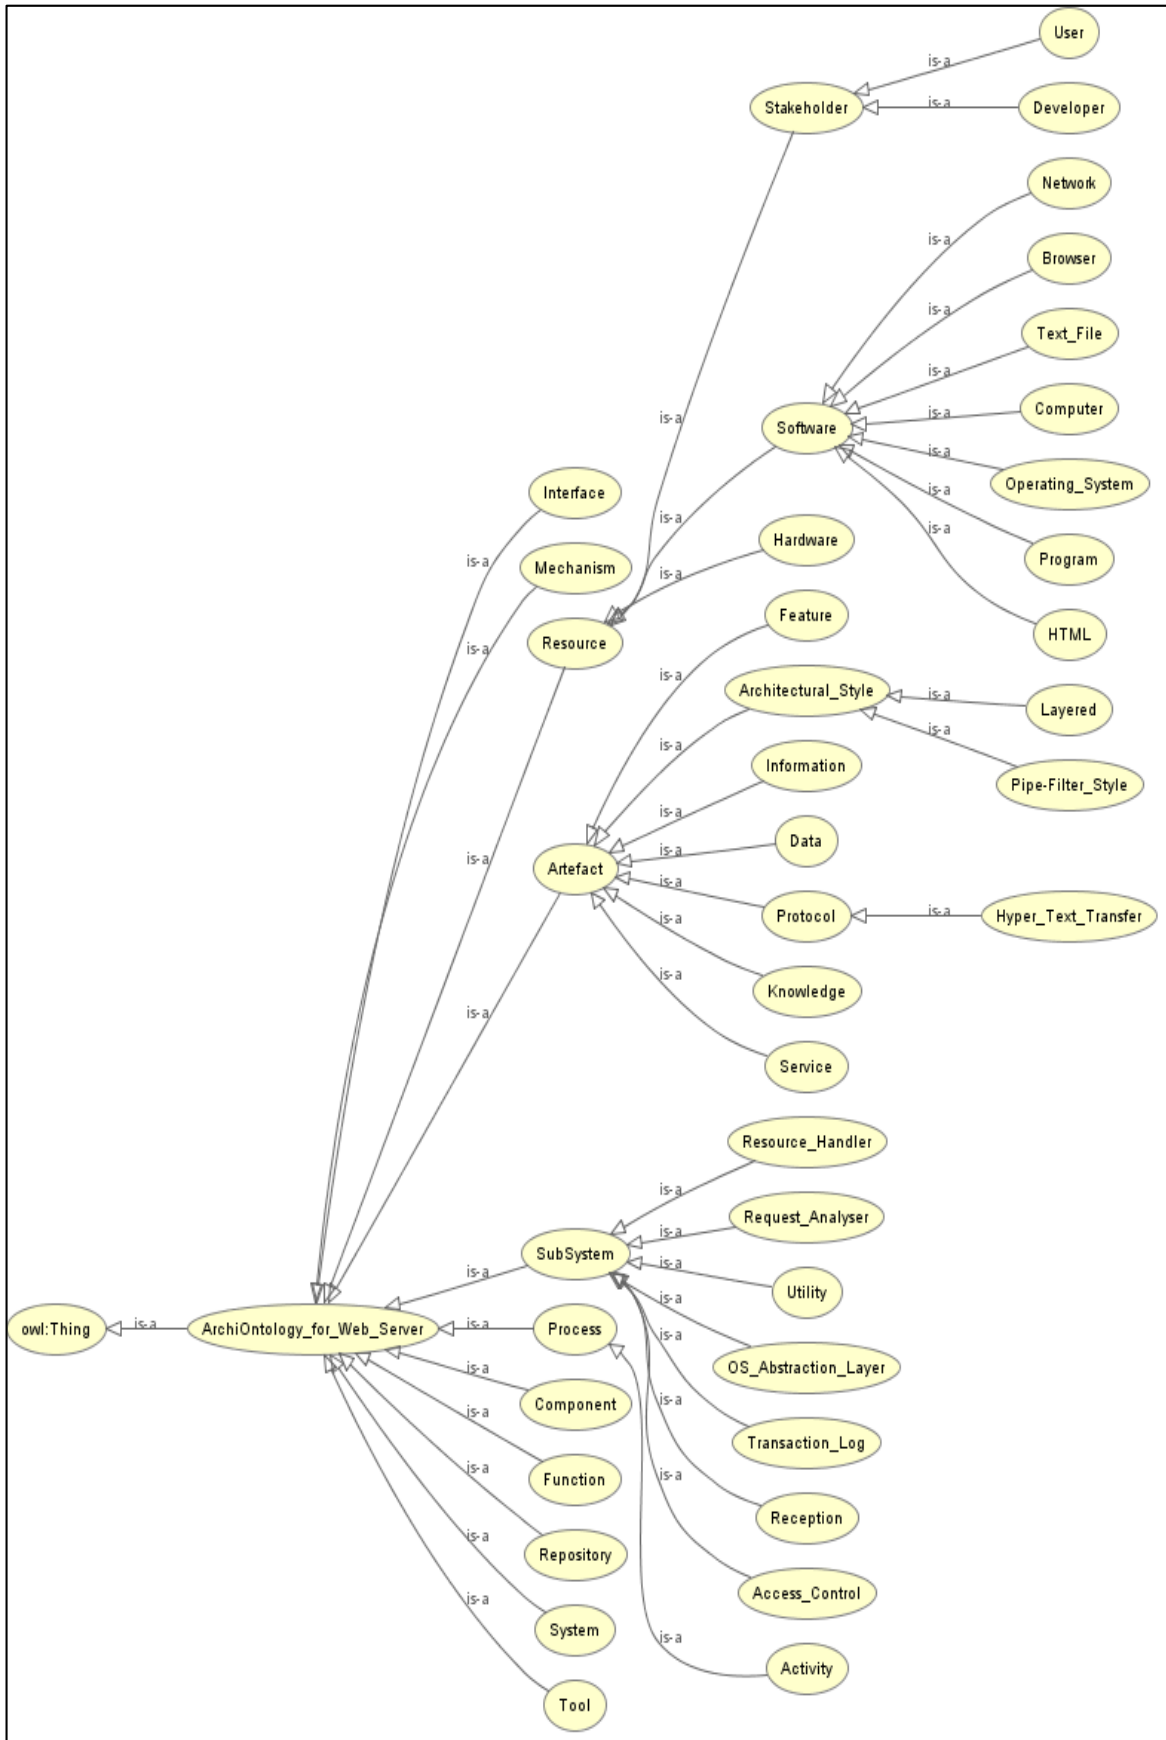 User
is-a
Stakeholder
is-a
Developer
Network
is-a
Browser
is-a
Text_File
is-a
Computer
is-a
Software
is-a
is-a
Operating_System
is-a
Interface
is-a
is-a
Hardware
Program
is-a
Mechanism
is-a
is-a
Feature
HTML
Resource
is-a
is-a
Architectural_Style
is-a
Layered
is-a
is-a
Information
Pipe-Filter_Style
Data
is-a
is-a
Artefact
is-a
Protocol
is-a
Hyper_Text_Transfer
is-a
Knowledge
is-a
is-a
Service
Resource_Handler
is-a
Request_Analyser
is-a
SubSystem
is-a
is-a
Utility
is-a
owl:Thing
is-a
ArchiOntology_for_Web_Server
is-a
Process
is-a
OS_Abstraction_Layer
is-a
Component
is-a
is-a
Transaction_Log
is-a
Function
is-a
Reception
Repository
is-a
Access_Control
is-a
System
is-a
Activity
Tool